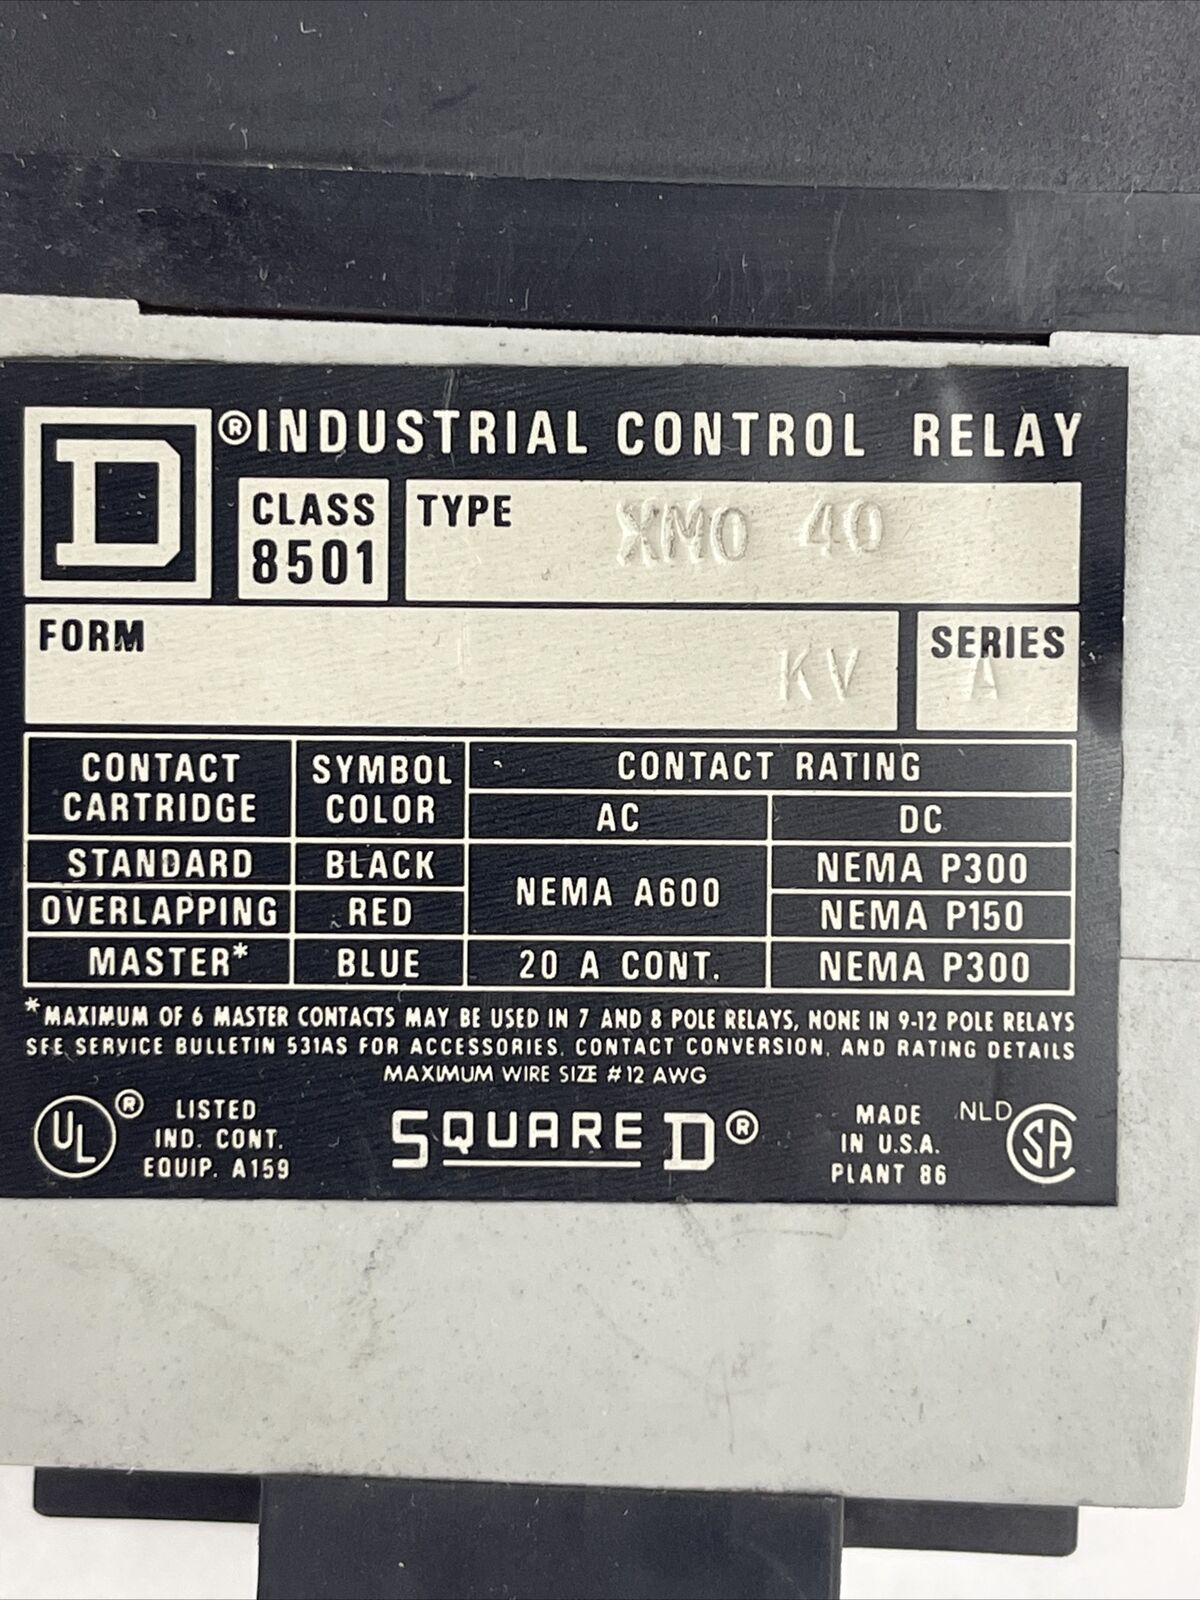 D ® INDUSTRIAL CONTROL RELAY
CLASS 8501 TYPE XMO 40
FORM KV SERIES A
CONTACT CARTRIDGE SYMBOL COLOR CONTACT RATING
AC DC
STANDARD BLACK NEMA A600 NEMA P300
OVERLAPPING RED NEMA P150
MASTER* BLUE 20 A CONT. NEMA P300
*MAXIMUM OF 6 MASTER CONTACTS MAY BE USED IN 7 AND 8 POLE RELAYS, NONE IN 9-12 POLE RELAYS
SEE SERVICE BULLETIN 531AS FOR ACCESSORIES, CONTACT CONVERSION, AND RATING DETAILS
MAXIMUM WIRE SIZE #12 AWG
UL ® LISTED
IND. CONT.
EQUIP. A159
SQUARE D ®
MADE
IN U.S.A.
PLANT 86
NLD SA